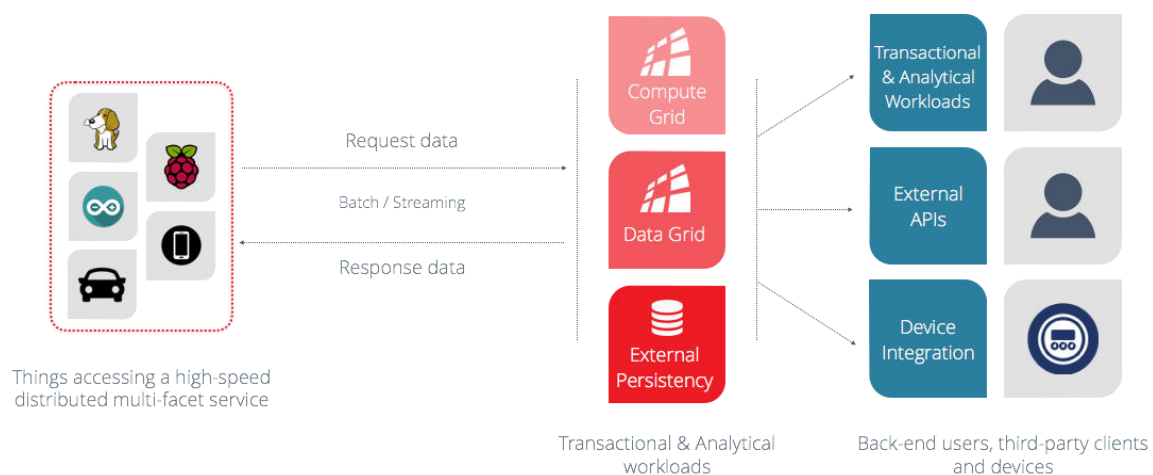 Things accessing a high-speed
distributed multi-facet service
Request data
Batch / Streaming
Response data
Compute
Grid
Data Grid
External
Persistency
Transactional & Analytical
workloads
Transactional
& Analytical
Workloads
External
APIs
Device
Integration
Back-end users, third-party clients
and devices